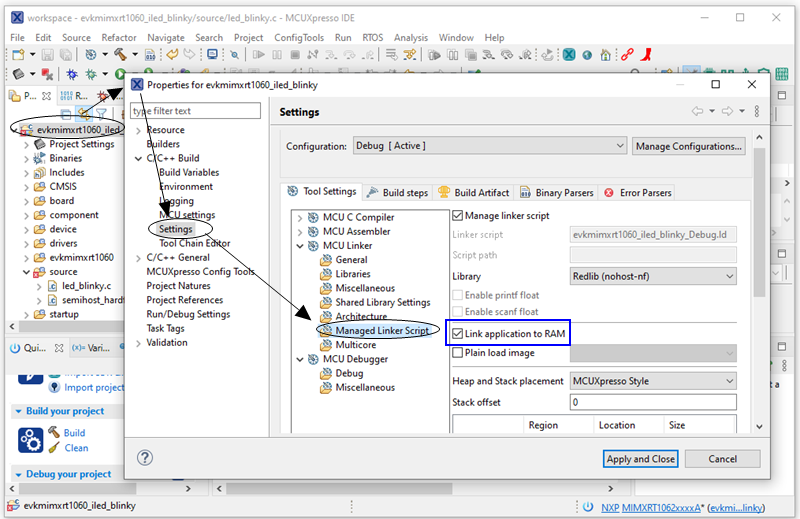 workspace - evkmimxrt1060_iled_blinky/source/led_blinky.c - MCUXpresso IDE
File Edit Source Refactor Navigate Search Project ConfigTools Run RTOS Analysis Window Help
P...
R...
Properties for evkmimxrt1060_iled_blinky
evkmimxrt1060_iled_
Project Settings
Binaries
Includes
CMSIS
board
component
device
drivers
evkmimxrt1060
source
led_blinky.c
semihost_hardf
startup
Quick...
(x)= Vari...
Import project
Build your project
Build
Clean
Debug your project
type filter text
Resource
Builders
C/C++ Build
Build Variables
Environment
Logging
MCU settings
Settings
Tool Chain Editor
C/C++ General
MCUXpresso Config Tools
Project Natures
Project References
Run/Debug Settings
Task Tags
Validation
Settings
Configuration: Debug [ Active ] Manage Configurations...
Tool Settings Build steps Build Artifact Binary Parsers Error Parsers
MCU C Compiler
MCU Assembler
MCU Linker
General
Libraries
Miscellaneous
Shared Library Settings
Architecture
Managed Linker Script
Multicore
MCU Debugger
Debug
Miscellaneous
Manage linker script
Linker script evkmimxrt1060_iled_blinky_Debug.ld
Script path
Library Redlib (nohost-nf)
Enable printf float
Enable scanf float
Link application to RAM
Plain load image
Heap and Stack placement MCUXpresso Style
Stack offset 0
Region Location Size
Apply and Close Cancel
evkmimxrt1060_iled_blinky
NXP MIMXRT1062xxxxA* (evkmi...linky)